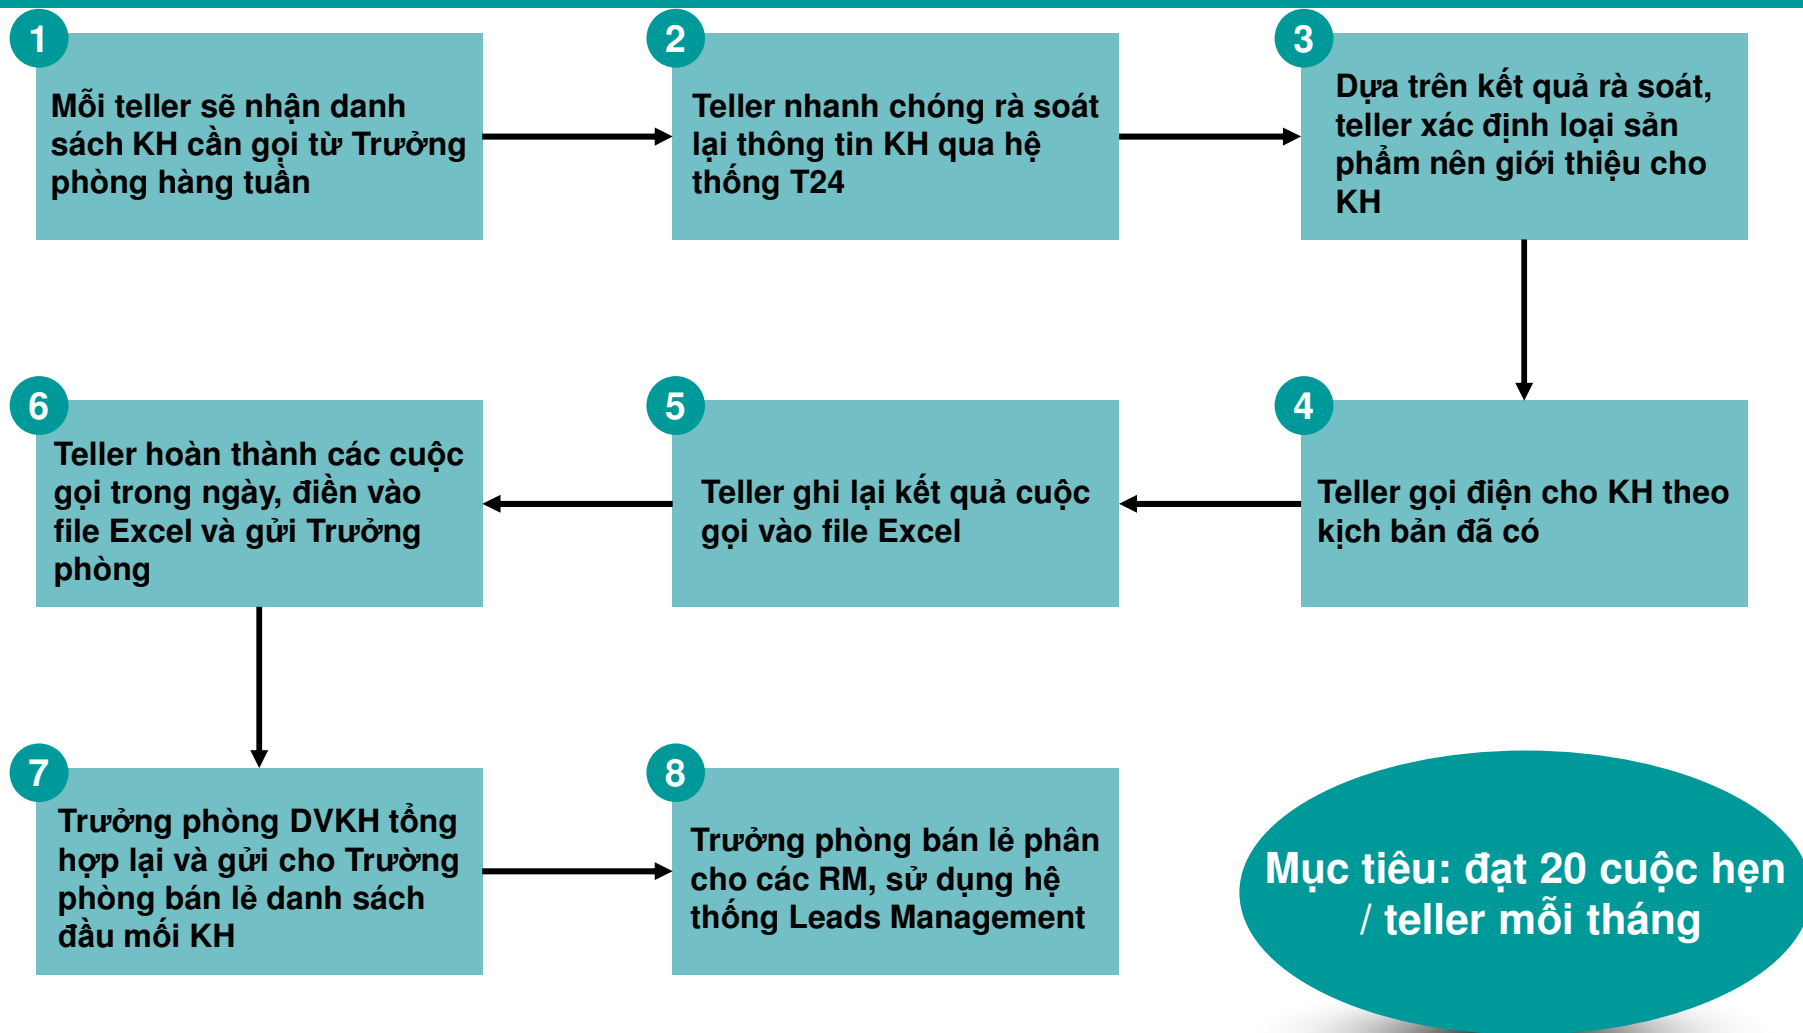 1
Mỗi teller sẽ nhận danh
sách KH cần gọi từ Trưởng
phòng hàng tuần
2
Teller nhanh chóng rà soát
lại thông tin KH qua hệ
thống T24
3
Dựa trên kết quả rà soát,
teller xác định loại sản
phẩm nên giới thiệu cho
KH
4
Teller gọi điện cho KH theo
kịch bản đã có
5
Teller ghi lại kết quả cuộc
gọi vào file Excel
6
Teller hoàn thành các cuộc
gọi trong ngày, điền vào
file Excel và gửi Trưởng
phòng
7
Trưởng phòng DVKH tổng
hợp lại và gửi cho Trường
phòng bán lẻ danh sách
đầu mối KH
8
Trưởng phòng bán lẻ phân
cho các RM, sử dụng hệ
thống Leads Management
Mục tiêu: đạt 20 cuộc hẹn
/ teller mỗi tháng